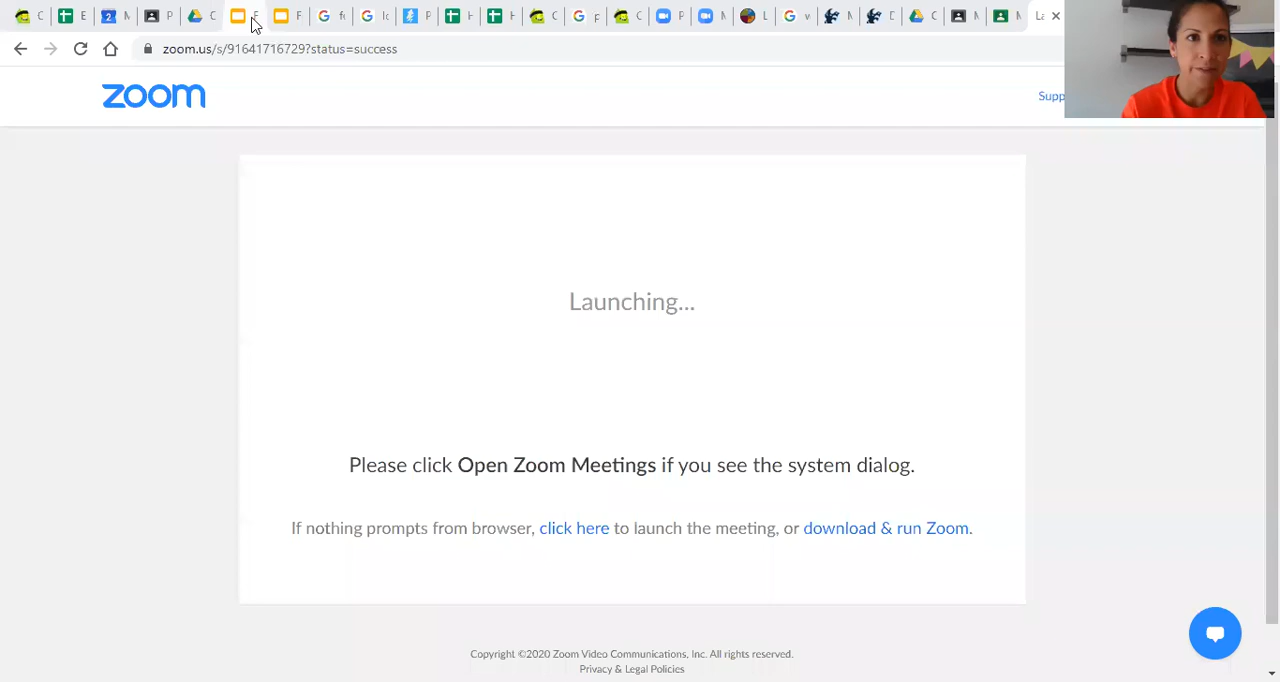 zoom.us/s/91641716729?status=success
zoom
Supp
Launching...
Please click Open Zoom Meetings if you see the system dialog.
If nothing prompts from browser, click here to launch the meeting, or download & run Zoom.
Copyright ©2020 Zoom Video Communications, Inc. All rights reserved.
Privacy & Legal Policies